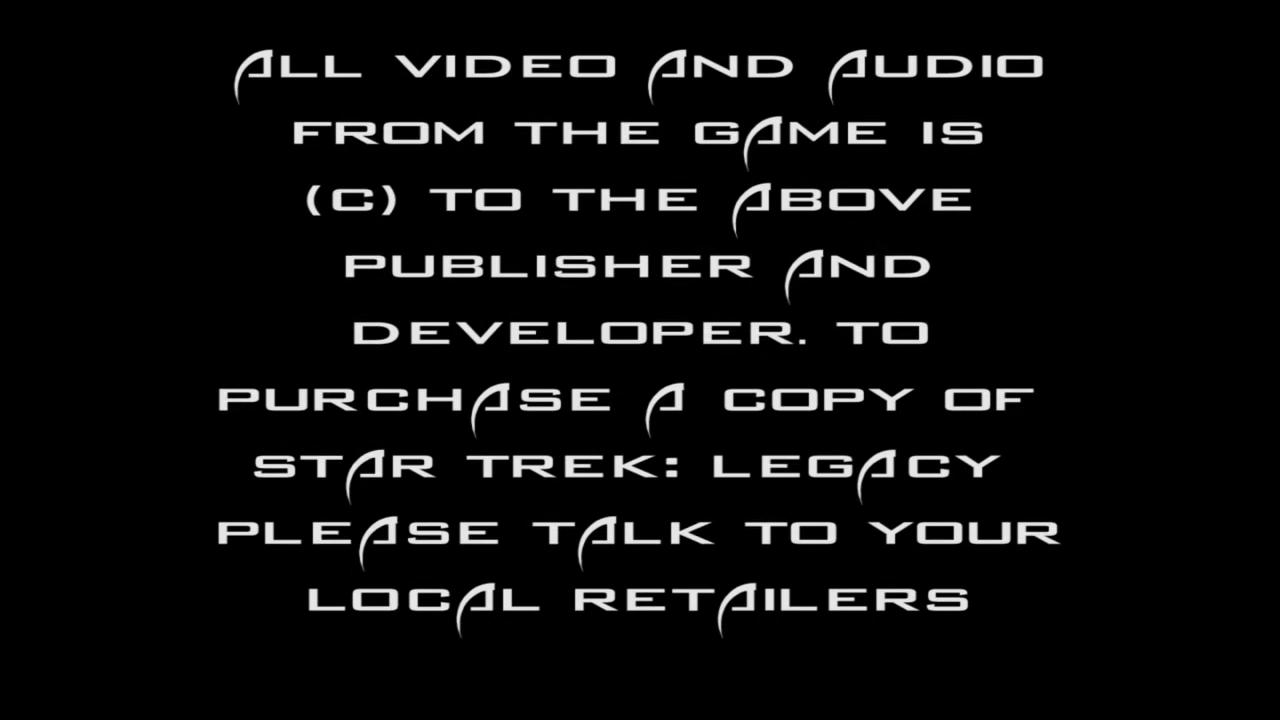 ALL VIDEO AND AUDIO
FROM THE GAME IS
(C) TO THE ABOVE
PUBLISHER AND
DEVELOPER. TO
PURCHASE A COPY OF
STAR TREK: LEGACY
PLEASE TALK TO YOUR
LOCAL RETAILERS